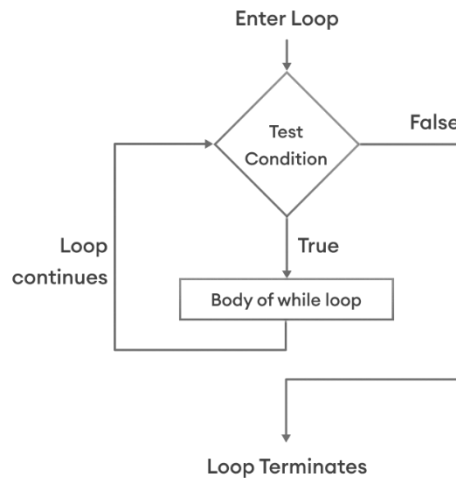 Enter Loop
Test
Condition
False
True
Loop
continues
Body of while loop
Loop Terminates